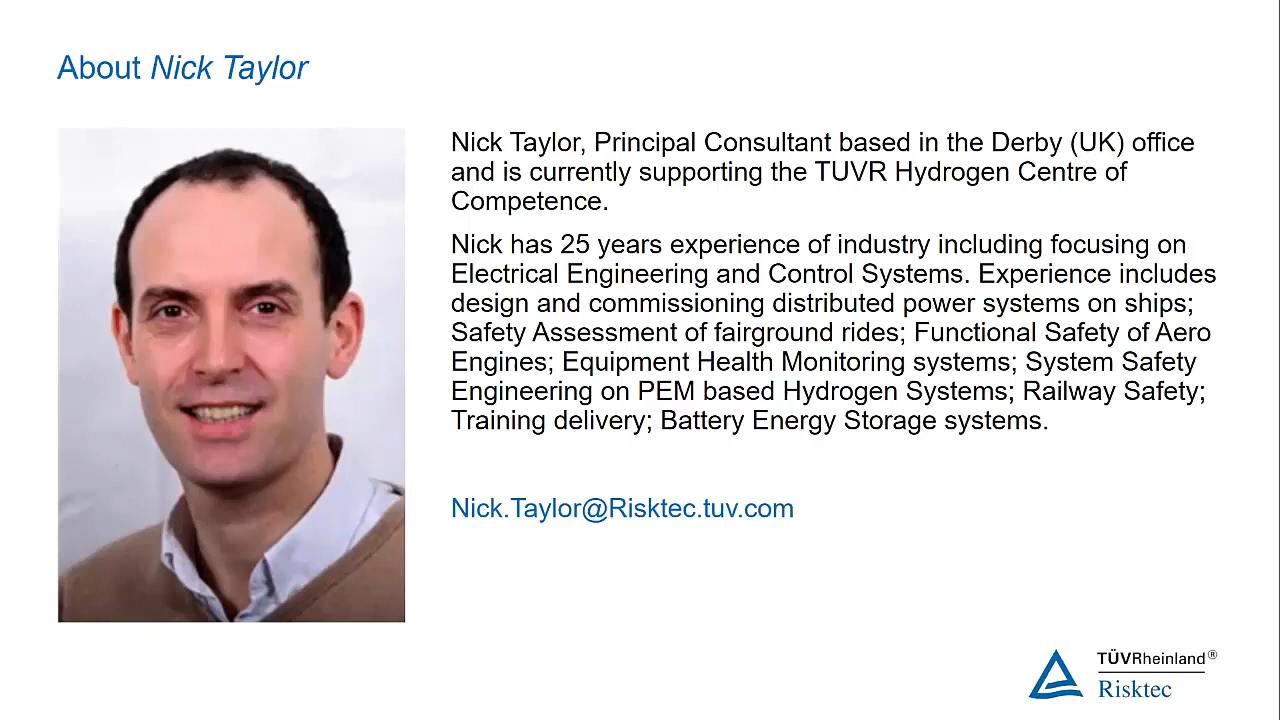 About Nick Taylor
Nick Taylor, Principal Consultant based in the Derby (UK) office
and is currently supporting the TUVR Hydrogen Centre of
Competence.
Nick has 25 years experience of industry including focusing on
Electrical Engineering and Control Systems. Experience includes
design and commissioning distributed power systems on ships;
Safety Assessment of fairground rides; Functional Safety of Aero
Engines; Equipment Health Monitoring systems; System Safety
Engineering on PEM based Hydrogen Systems; Railway Safety;
Training delivery; Battery Energy Storage systems.
Nick.Taylor@Risktec.tuv.com
TÜVRheinland®
Risktec